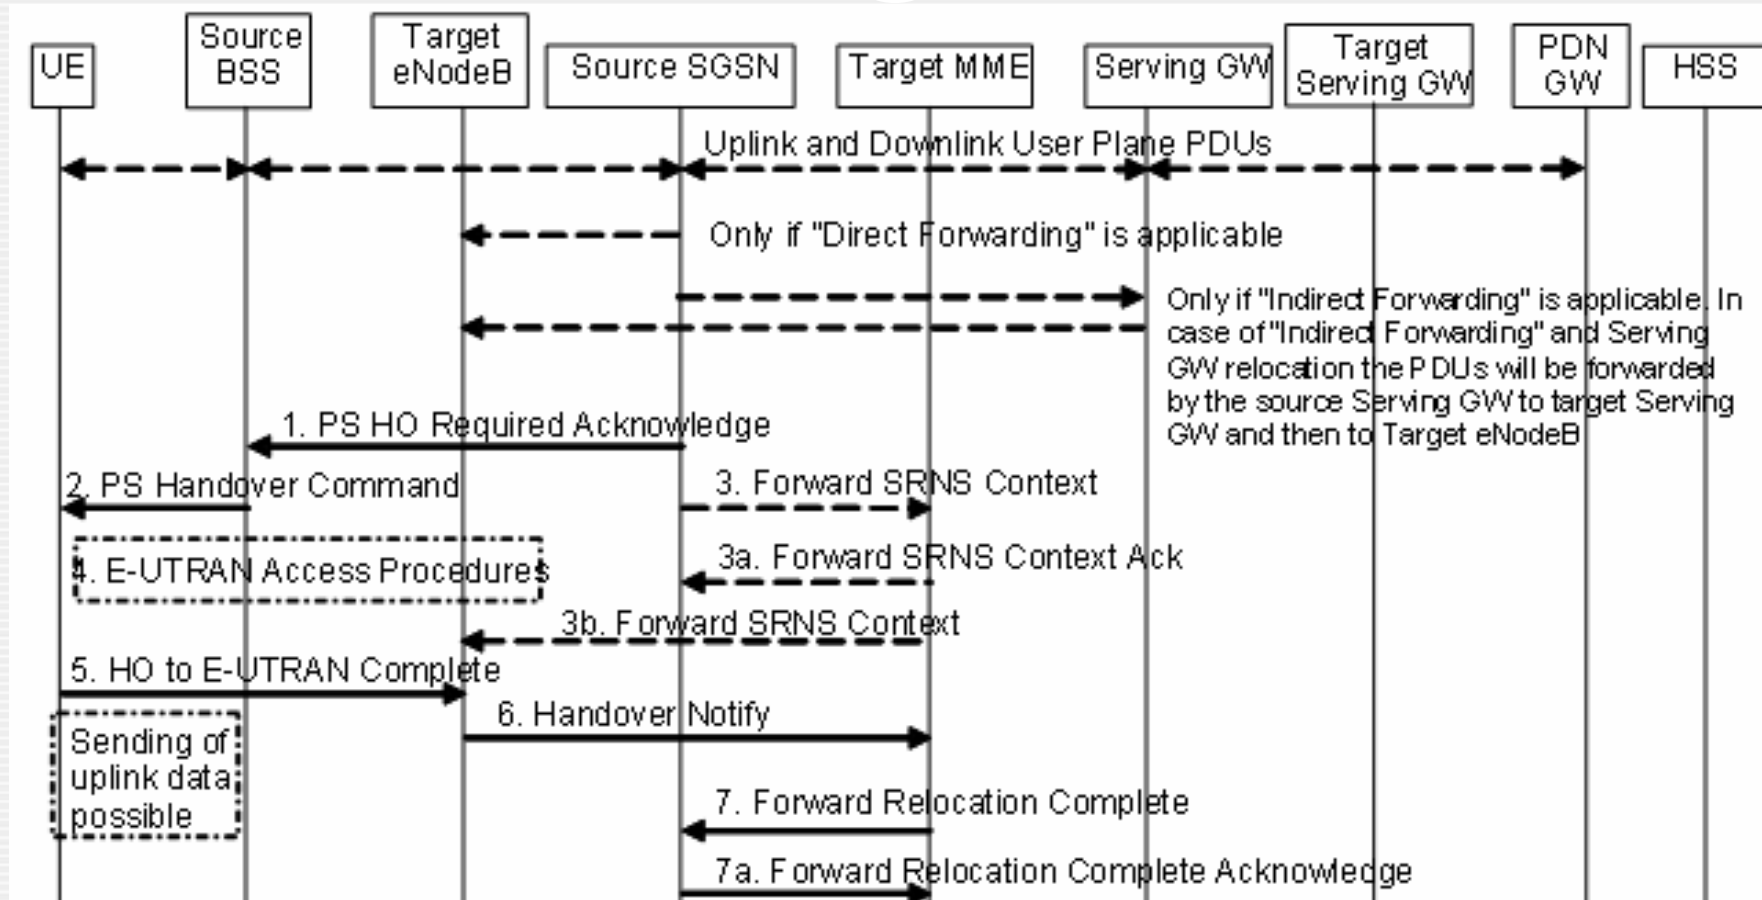 UE
Source
BSS
Target
eNodeB
Source SGSN
Target MME
Serving GW
Target
Serving GW
PDN
GW
HSS
Uplink and Downlink User Plane PDUs
Only if "Direct Forwarding" is applicable
Only if "Indirect Forwarding" is applicable. In
case of "Indirect Forwarding" and Serving
GW relocation the PDUs will be forwarded
by the source Serving GW to target Serving
GW and then to Target eNodeB
1. PS HO Required Acknowledge
2. PS Handover Command
3. Forward SRNS Context
3a. Forward SRNS Context Ack
4. E-UTRAN Access Procedures
3b. Forward SRNS Context
5. HO to E-UTRAN Complete
6. Handover Notify
Sending of
uplink data
possible
7. Forward Relocation Complete
7a. Forward Relocation Complete Acknowledge